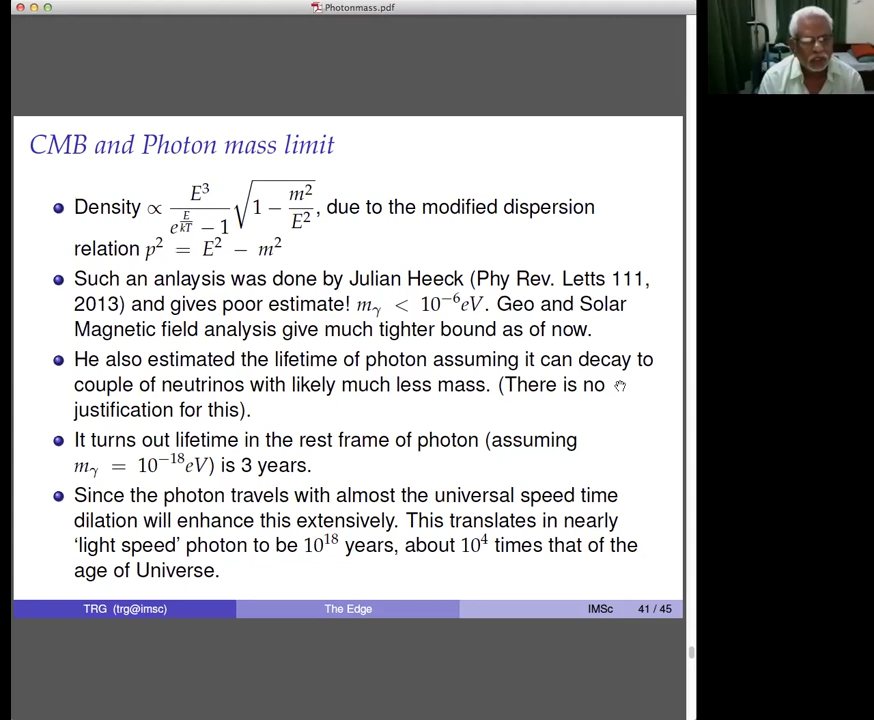 Photonmass.pdf
CMB and Photon mass limit
Density ∝ E³ / (e^(E/kT) − 1) √(1 − m²/E²), due to the modified dispersion
relation p² = E² − m²
Such an anlaysis was done by Julian Heeck (Phy Rev. Letts 111,
2013) and gives poor estimate! mγ < 10⁻⁶eV. Geo and Solar
Magnetic field analysis give much tighter bound as of now.
He also estimated the lifetime of photon assuming it can decay to
couple of neutrinos with likely much less mass. (There is no
justification for this).
It turns out lifetime in the rest frame of photon (assuming
mγ = 10⁻¹⁸eV) is 3 years.
Since the photon travels with almost the universal speed time
dilation will enhance this extensively. This translates in nearly
‘light speed’ photon to be 10¹⁸ years, about 10⁴ times that of the
age of Universe.
TRG (trg@imsc) The Edge IMSc 41 / 45